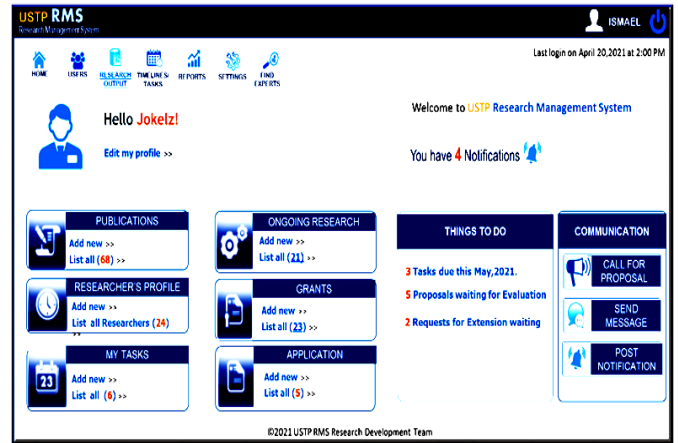 USTP RMS
Research Management System
ISMAEL
Last login on April 20,2021 at 2:00 PM
HOME
USERS
RESEARCH OUTPUT
TIMELINES/ TASKS
REPORTS
SETTINGS
FIND EXPERTS
Hello Jokelz!
Edit my profile >>
Welcome to USTP Research Management System
You have 4 Notifications
PUBLICATIONS
Add new >>
List all (68) >>
ONGOING RESEARCH
Add new >>
List all (21) >>
RESEARCHER'S PROFILE
Add new >>
List all Researchers (24)
>>
GRANTS
Add new >>
List all (23) >>
MY TASKS
Add new >>
List all (6) >>
23
APPLICATION
Add new >>
List all (5) >>
THINGS TO DO
3 Tasks due this May,2021.
5 Proposals waiting for Evaluation
2 Requests for Extension waiting
COMMUNICATION
CALL FOR
PROPOSAL
SEND
MESSAGE
POST
NOTIFICATION
©2021 USTP RMS Research Development Team